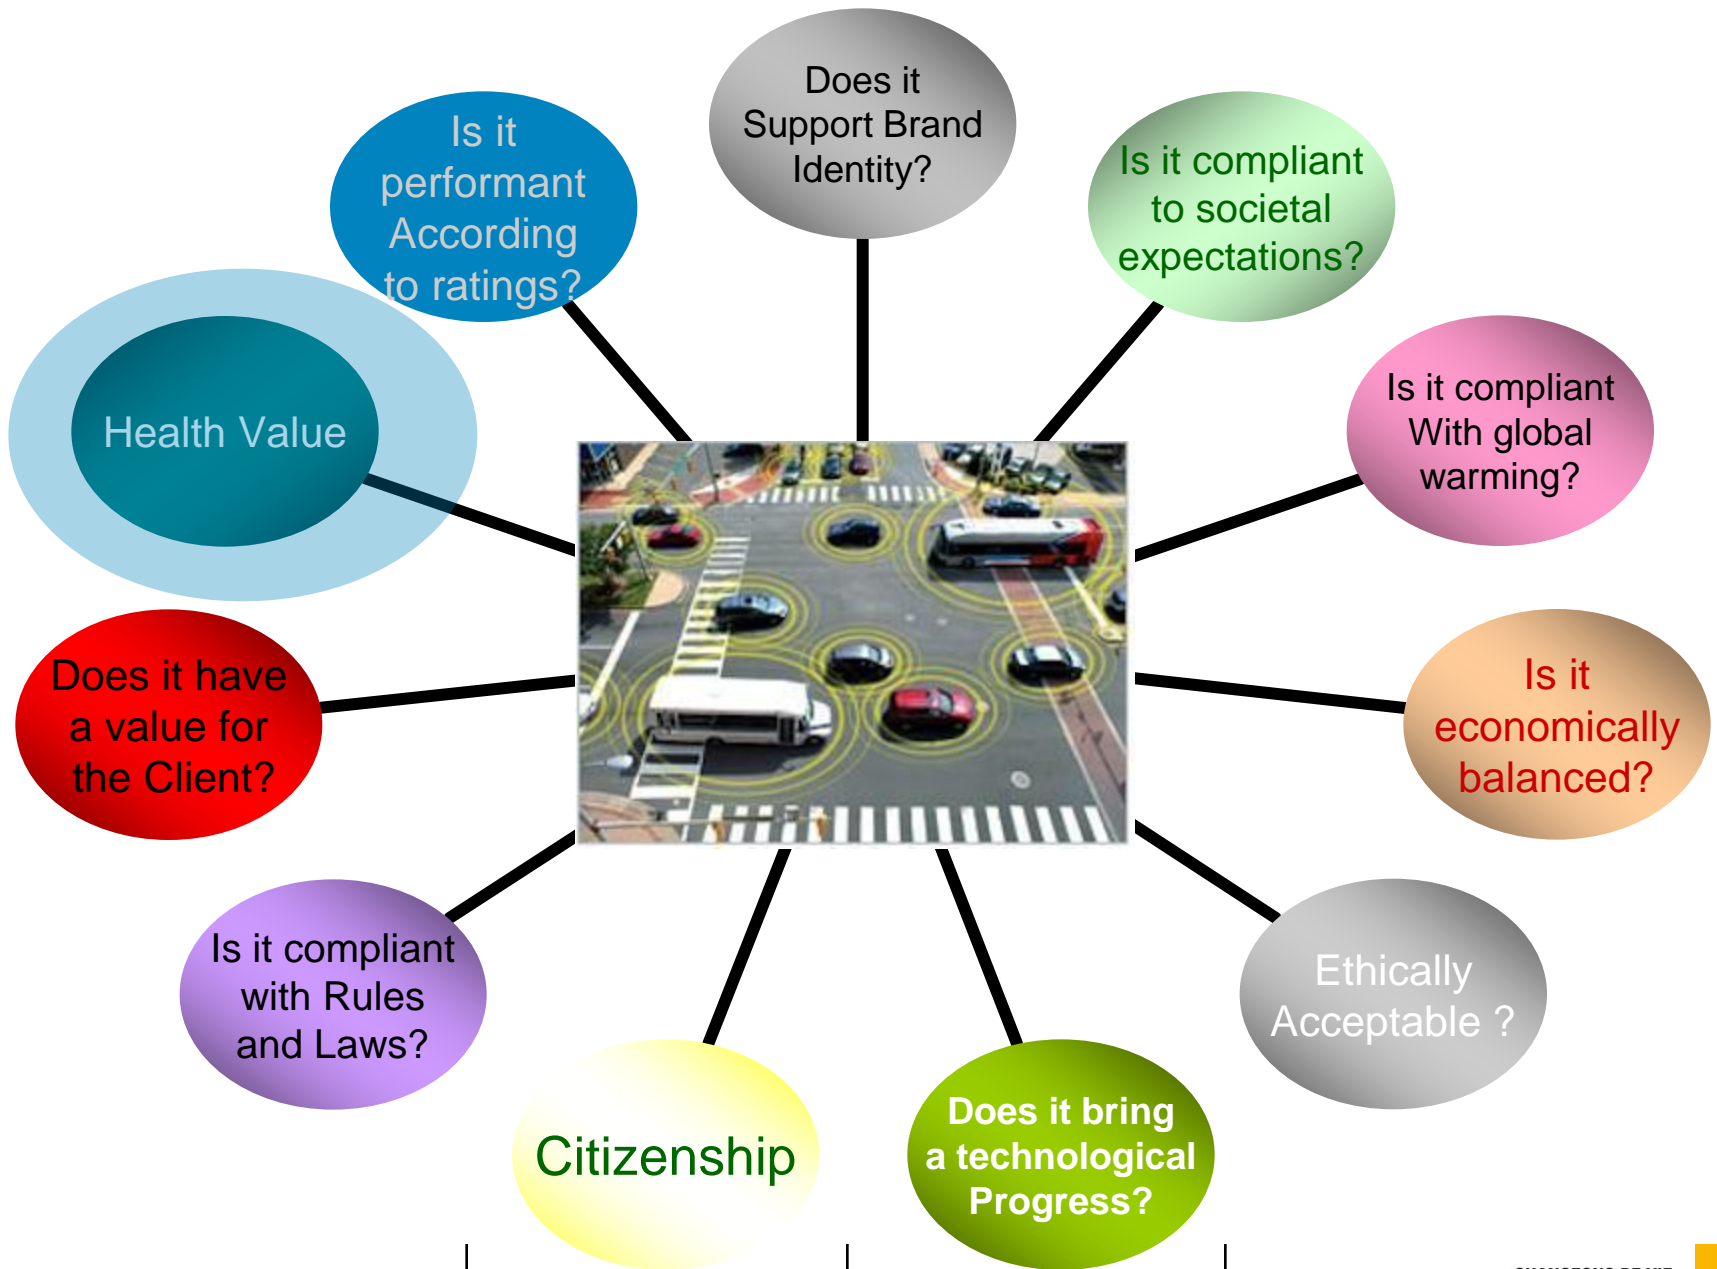 Does it
Support Brand
Identity?
Is it
performant
According
to ratings?
Is it compliant
to societal
expectations?
Health Value
Is it compliant
With global
warming?
Does it have
a value for
the Client?
Is it
economically
balanced?
Is it compliant
with Rules
and Laws?
Ethically
Acceptable ?
Citizenship
Does it bring
a technological
Progress?